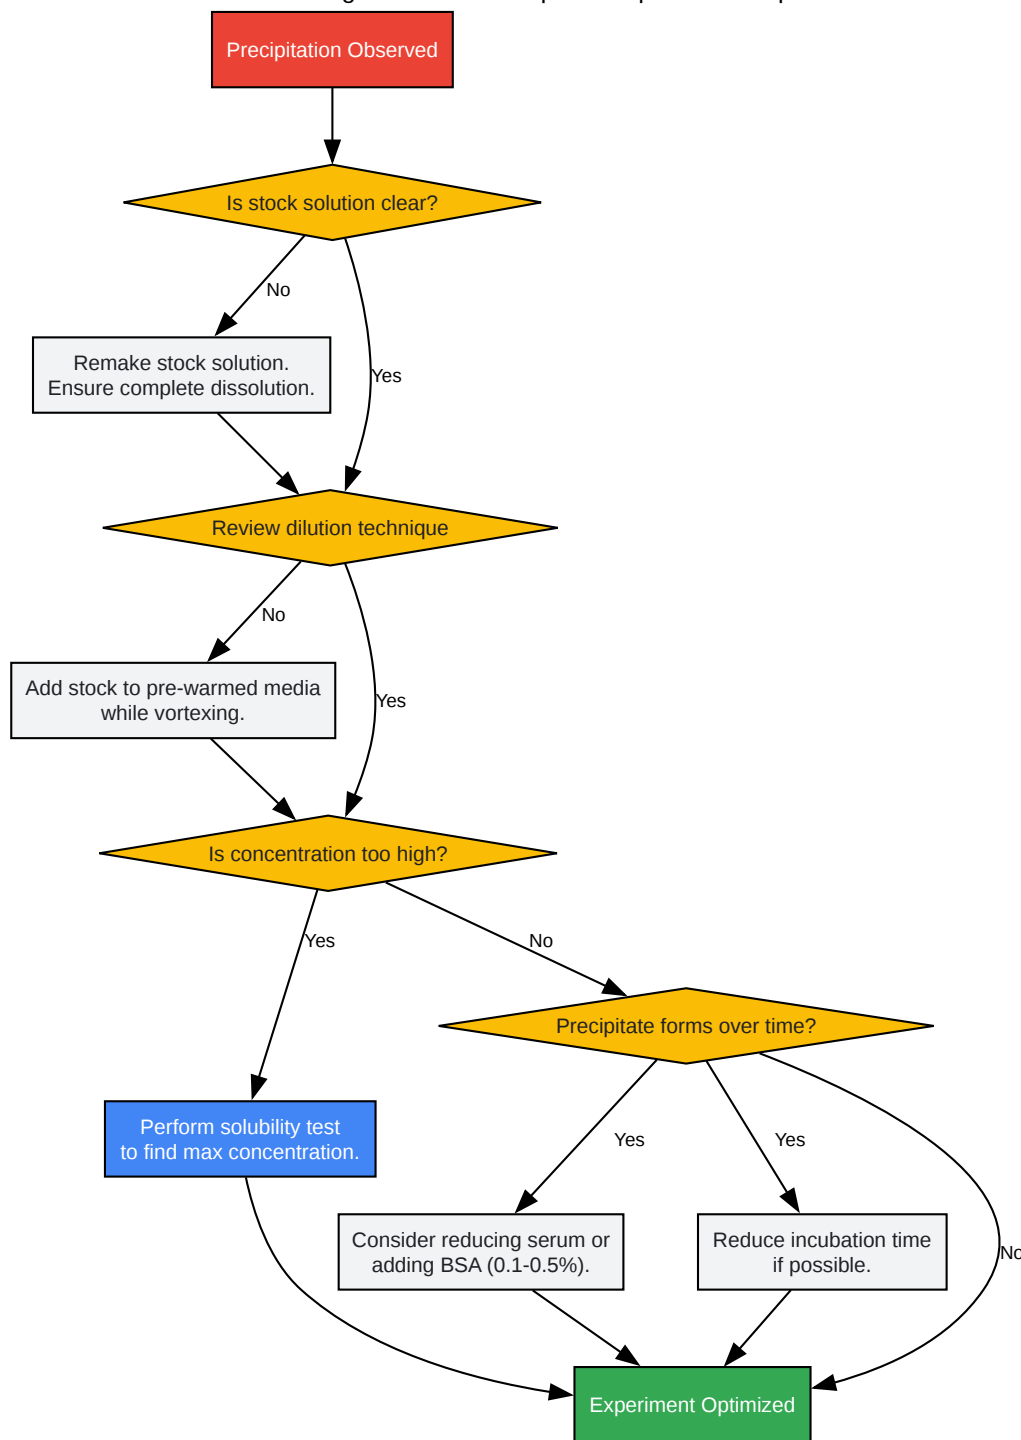 Precipitation Observed
Is stock solution clear?
No
Remake stock solution.
Ensure complete dissolution.
Yes
Review dilution technique
No
Add stock to pre-warmed media
while vortexing.
Yes
Is concentration too high?
Yes
No
Precipitate forms over time?
Perform solubility test
to find max concentration.
Yes
Yes
Consider reducing serum or
adding BSA (0.1-0.5%).
Reduce incubation time
if possible.
No
Experiment Optimized